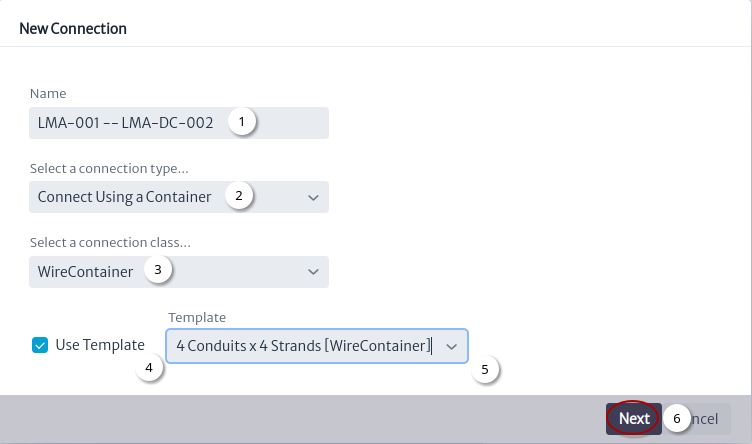 New Connection
Name
LMA-001 -- LMA-DC-002
1
Select a connection type...
Connect Using a Container
2
Select a connection class...
WireContainer
3
Template
Use Template
4 Conduits x 4 Strands [WireContainer]
4
5
Next
6
ncel